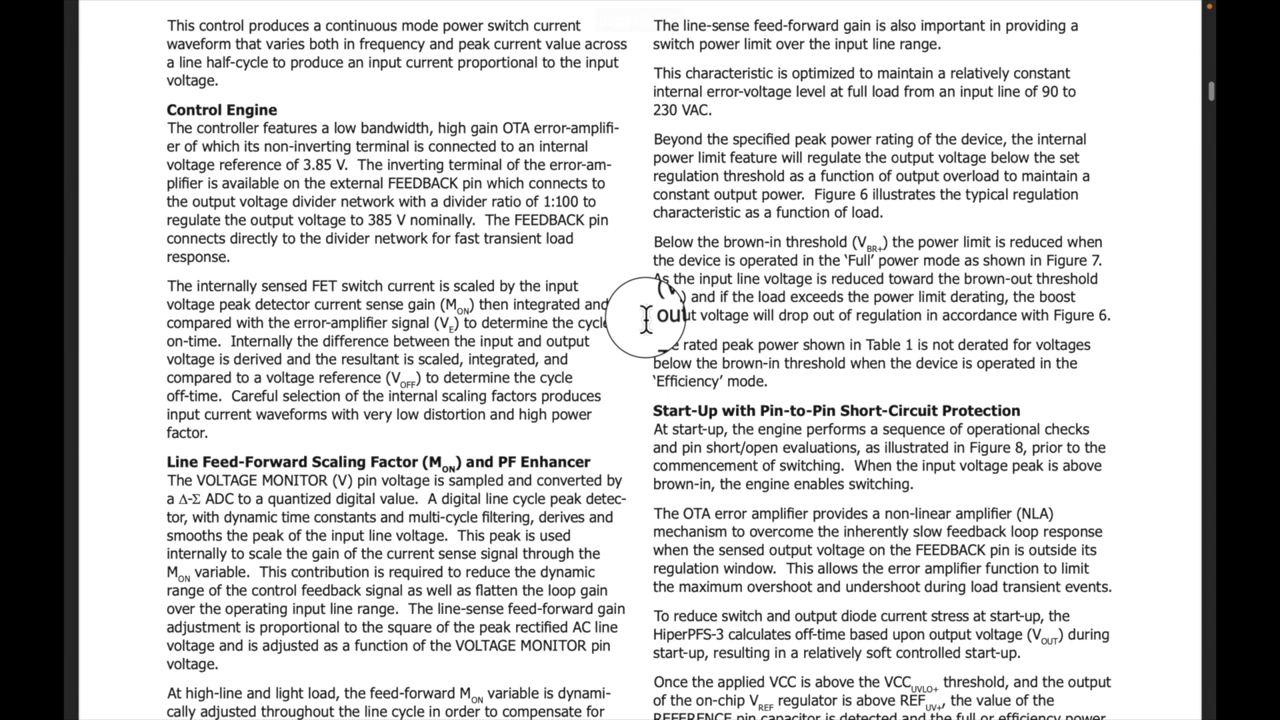 This control produces a continuous mode power switch current
waveform that varies both in frequency and peak current value across
a line half-cycle to produce an input current proportional to the input
voltage.
Control Engine
The controller features a low bandwidth, high gain OTA error-amplifi-
er of which its non-inverting terminal is connected to an internal
voltage reference of 3.85 V. The inverting terminal of the error-am-
plifier is available on the external FEEDBACK pin which connects to
the output voltage divider network with a divider ratio of 1:100 to
regulate the output voltage to 385 V nominally. The FEEDBACK pin
connects directly to the divider network for fast transient load
response.
The internally sensed FET switch current is scaled by the input
voltage peak detector current sense gain (MON) then integrated and
compared with the error-amplifier signal (VE) to determine the cycle
on-time. Internally the difference between the input and output
voltage is derived and the resultant is scaled, integrated, and
compared to a voltage reference (VOFF) to determine the cycle
off-time. Careful selection of the internal scaling factors produces
input current waveforms with very low distortion and high power
factor.
Line Feed-Forward Scaling Factor (MON) and PF Enhancer
The VOLTAGE MONITOR (V) pin voltage is sampled and converted by
a Δ-Σ ADC to a quantized digital value. A digital line cycle peak detec-
tor, with dynamic time constants and multi-cycle filtering, derives and
smooths the peak of the input line voltage. This peak is used
internally to scale the gain of the current sense signal through the
MON variable. This contribution is required to reduce the dynamic
range of the control feedback signal as well as flatten the loop gain
over the operating input line range. The line-sense feed-forward gain
adjustment is proportional to the square of the peak rectified AC line
voltage and is adjusted as a function of the VOLTAGE MONITOR pin
voltage.
At high-line and light load, the feed-forward MON variable is dynami-
cally adjusted throughout the line cycle in order to compensate for
The line-sense feed-forward gain is also important in providing a
switch power limit over the input line range.
This characteristic is optimized to maintain a relatively constant
internal error-voltage level at full load from an input line of 90 to
230 VAC.
Beyond the specified peak power rating of the device, the internal
power limit feature will regulate the output voltage below the set
regulation threshold as a function of output overload to maintain a
constant output power. Figure 6 illustrates the typical regulation
characteristic as a function of load.
Below the brown-in threshold (VBR+) the power limit is reduced when
the device is operated in the 'Full' power mode as shown in Figure 7.
As the input line voltage is reduced toward the brown-out threshold
) and if the load exceeds the power limit derating, the boost
output voltage will drop out of regulation in accordance with Figure 6.
rated peak power shown in Table 1 is not derated for voltages
below the brown-in threshold when the device is operated in the
'Efficiency' mode.
Start-Up with Pin-to-Pin Short-Circuit Protection
At start-up, the engine performs a sequence of operational checks
and pin short/open evaluations, as illustrated in Figure 8, prior to the
commencement of switching. When the input voltage peak is above
brown-in, the engine enables switching.
The OTA error amplifier provides a non-linear amplifier (NLA)
mechanism to overcome the inherently slow feedback loop response
when the sensed output voltage on the FEEDBACK pin is outside its
regulation window. This allows the error amplifier function to limit
the maximum overshoot and undershoot during load transient events.
To reduce switch and output diode current stress at start-up, the
HiperPFS-3 calculates off-time based upon output voltage (VOUT) during
start-up, resulting in a relatively soft controlled start-up.
Once the applied VCC is above the VCCUVLO+ threshold, and the output
of the on-chip VREF regulator is above REFUV+, the value of the
REFERENCE pin capacitor is detected and the full or efficiency power